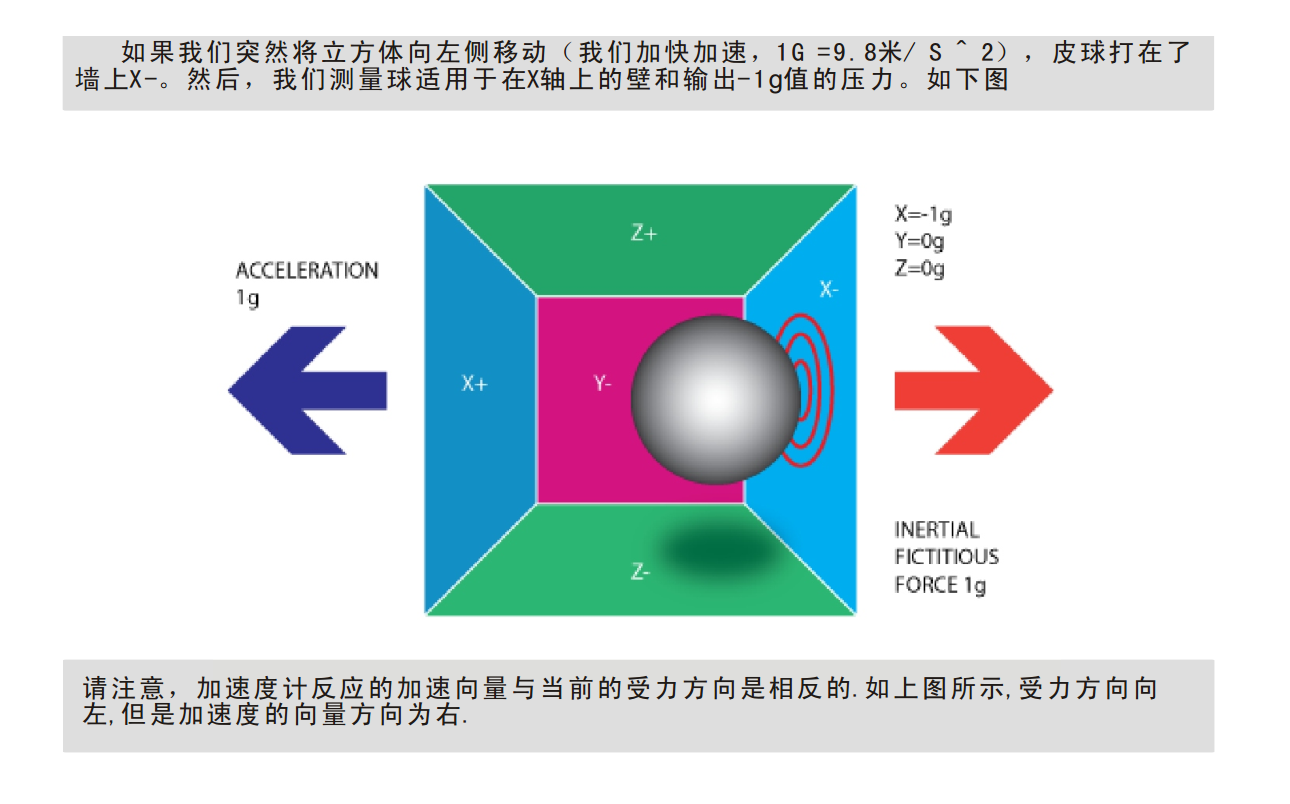 如果我们突然将立方体向左侧移动（我们加快加速，1G =9.8米/ S ^ 2），皮球打在了
墙上X-。然后，我们测量球适用于在X轴上的壁和输出-1g值的压力。如下图
Z+
X=-1g
Y=0g
Z=0g
ACCELERATION
1g
X-
X+
Y-
INERTIAL
FICTITIOUS
FORCE 1g
Z-
请注意，加速度计反应的加速向量与当前的受力方向是相反的.如上图所示,受力方向向
左,但是加速度的向量方向为右.